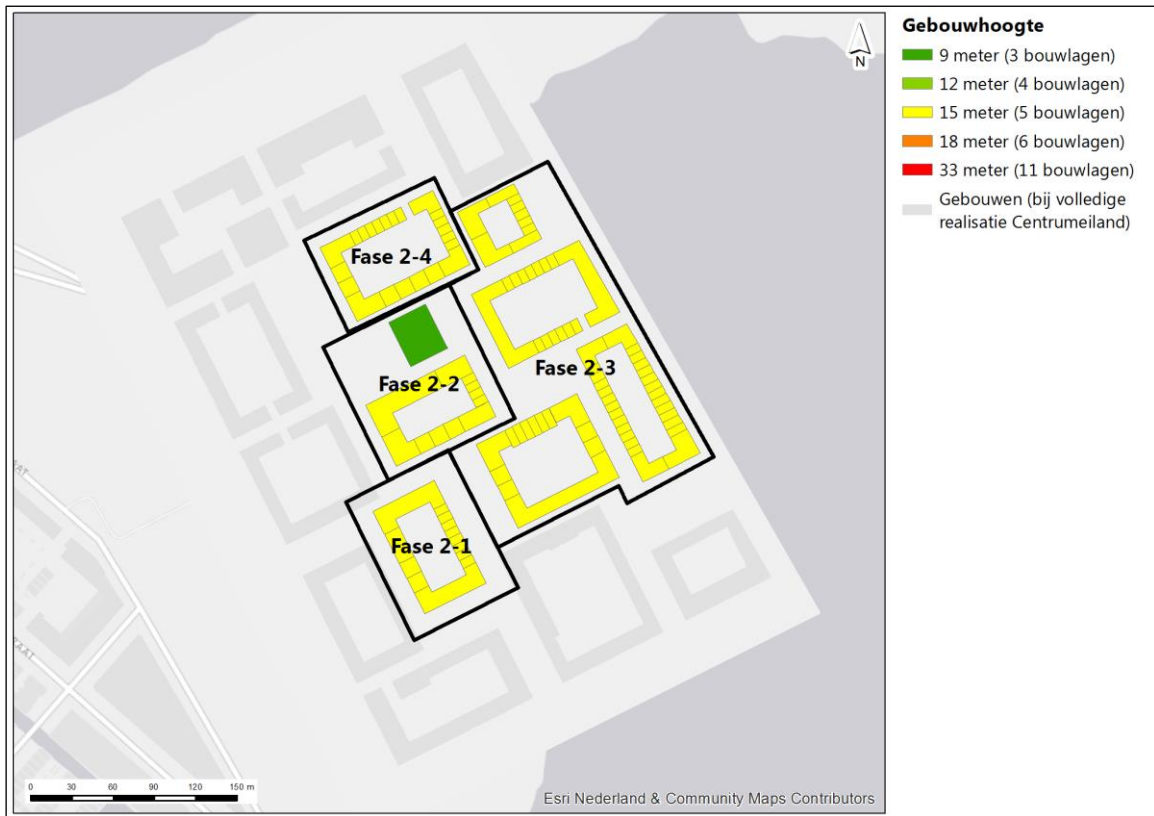 Gebouwhoogte
9 meter (3 bouwlagen)
12 meter (4 bouwlagen)
15 meter (5 bouwlagen)
18 meter (6 bouwlagen)
33 meter (11 bouwlagen)
Gebouwen (bij volledige
realisatie Centrumeiland)
N
Fase 2-4
Fase 2-3
Fase 2-2
Fase 2-1
0 30 60 90 120 150 m
Esri Nederland & Community Maps Contributors